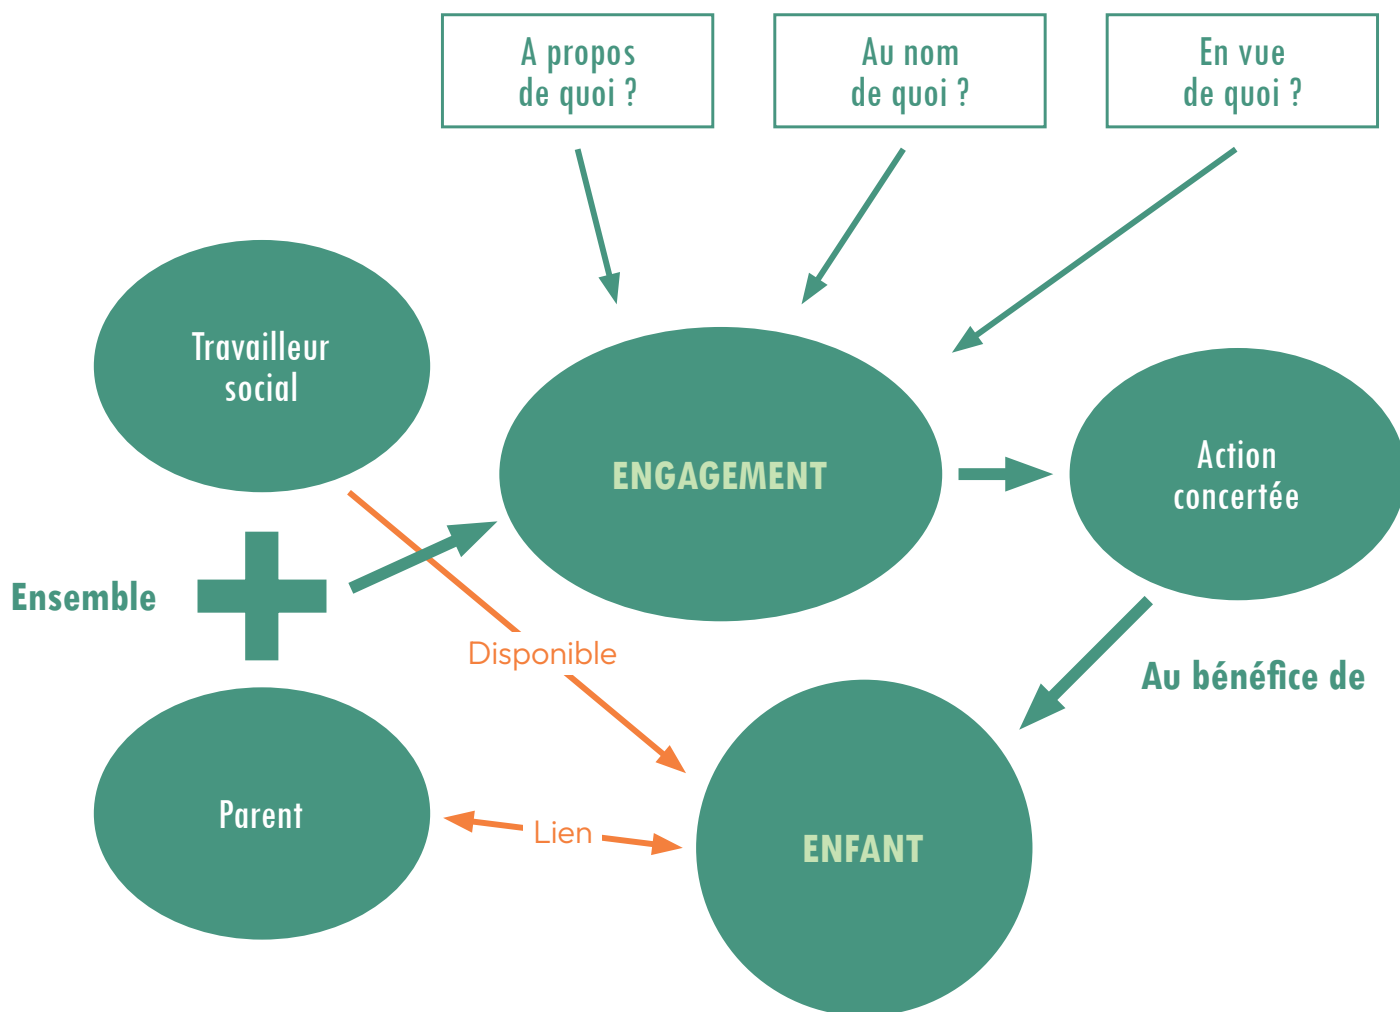 A propos
de quoi ?
Au nom
de quoi ?
En vue
de quoi ?
Travailleur
social
ENGAGEMENT
Action
concertée
Ensemble
Disponible
Au bénéfice de
Parent
Lien
ENFANT